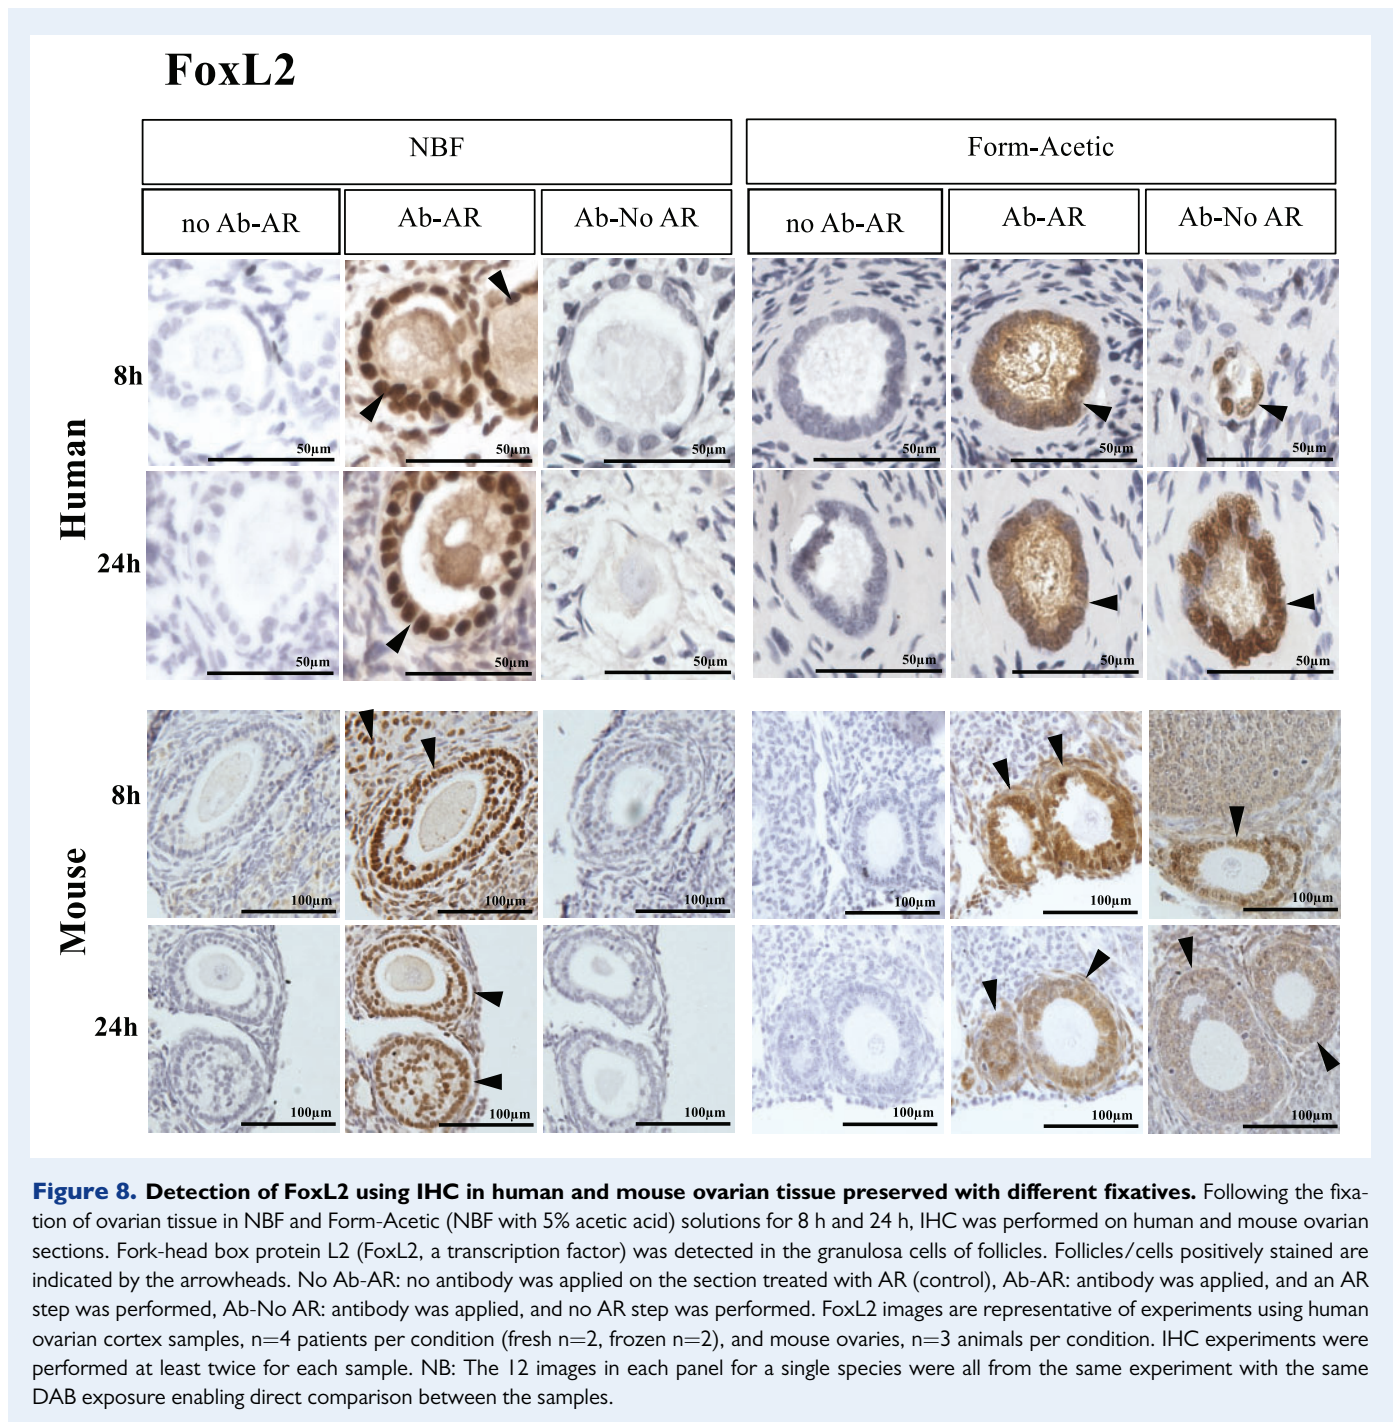 FoxL2
NBF
Form-Acetic
no Ab-AR
Ab-AR
Ab-No AR
no Ab-AR
Ab-AR
Ab-No AR
Human
8h
50µm
50µm
50µm
50µm
50µm
50µm
24h
50µm
50µm
50µm
50µm
50µm
50µm
Mouse
8h
100µm
100µm
100µm
100µm
100µm
100µm
24h
100µm
100µm
100µm
100µm
100µm
100µm
Figure 8. Detection of FoxL2 using IHC in human and mouse ovarian tissue preserved with different fixatives. Following the fixa-
tion of ovarian tissue in NBF and Form-Acetic (NBF with 5% acetic acid) solutions for 8 h and 24 h, IHC was performed on human and mouse ovarian
sections. Fork-head box protein L2 (FoxL2, a transcription factor) was detected in the granulosa cells of follicles. Follicles/cells positively stained are
indicated by the arrowheads. No Ab-AR: no antibody was applied on the section treated with AR (control), Ab-AR: antibody was applied, and an AR
step was performed, Ab-No AR: antibody was applied, and no AR step was performed. FoxL2 images are representative of experiments using human
ovarian cortex samples, n=4 patients per condition (fresh n=2, frozen n=2), and mouse ovaries, n=3 animals per condition. IHC experiments were
performed at least twice for each sample. NB: The 12 images in each panel for a single species were all from the same experiment with the same
DAB exposure enabling direct comparison between the samples.